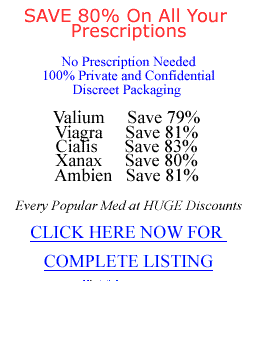 SAVE 80% On All Your
Prescriptions
No Prescription Needed
100% Private and Confidential
Discreet Packaging
Valium Save 79%
Viagra Save 81%
Cialis Save 83%
Xanax Save 80%
Ambien Save 81%
Every Popular Med at HUGE Discounts
CLICK HERE NOW FOR
COMPLETE LISTING